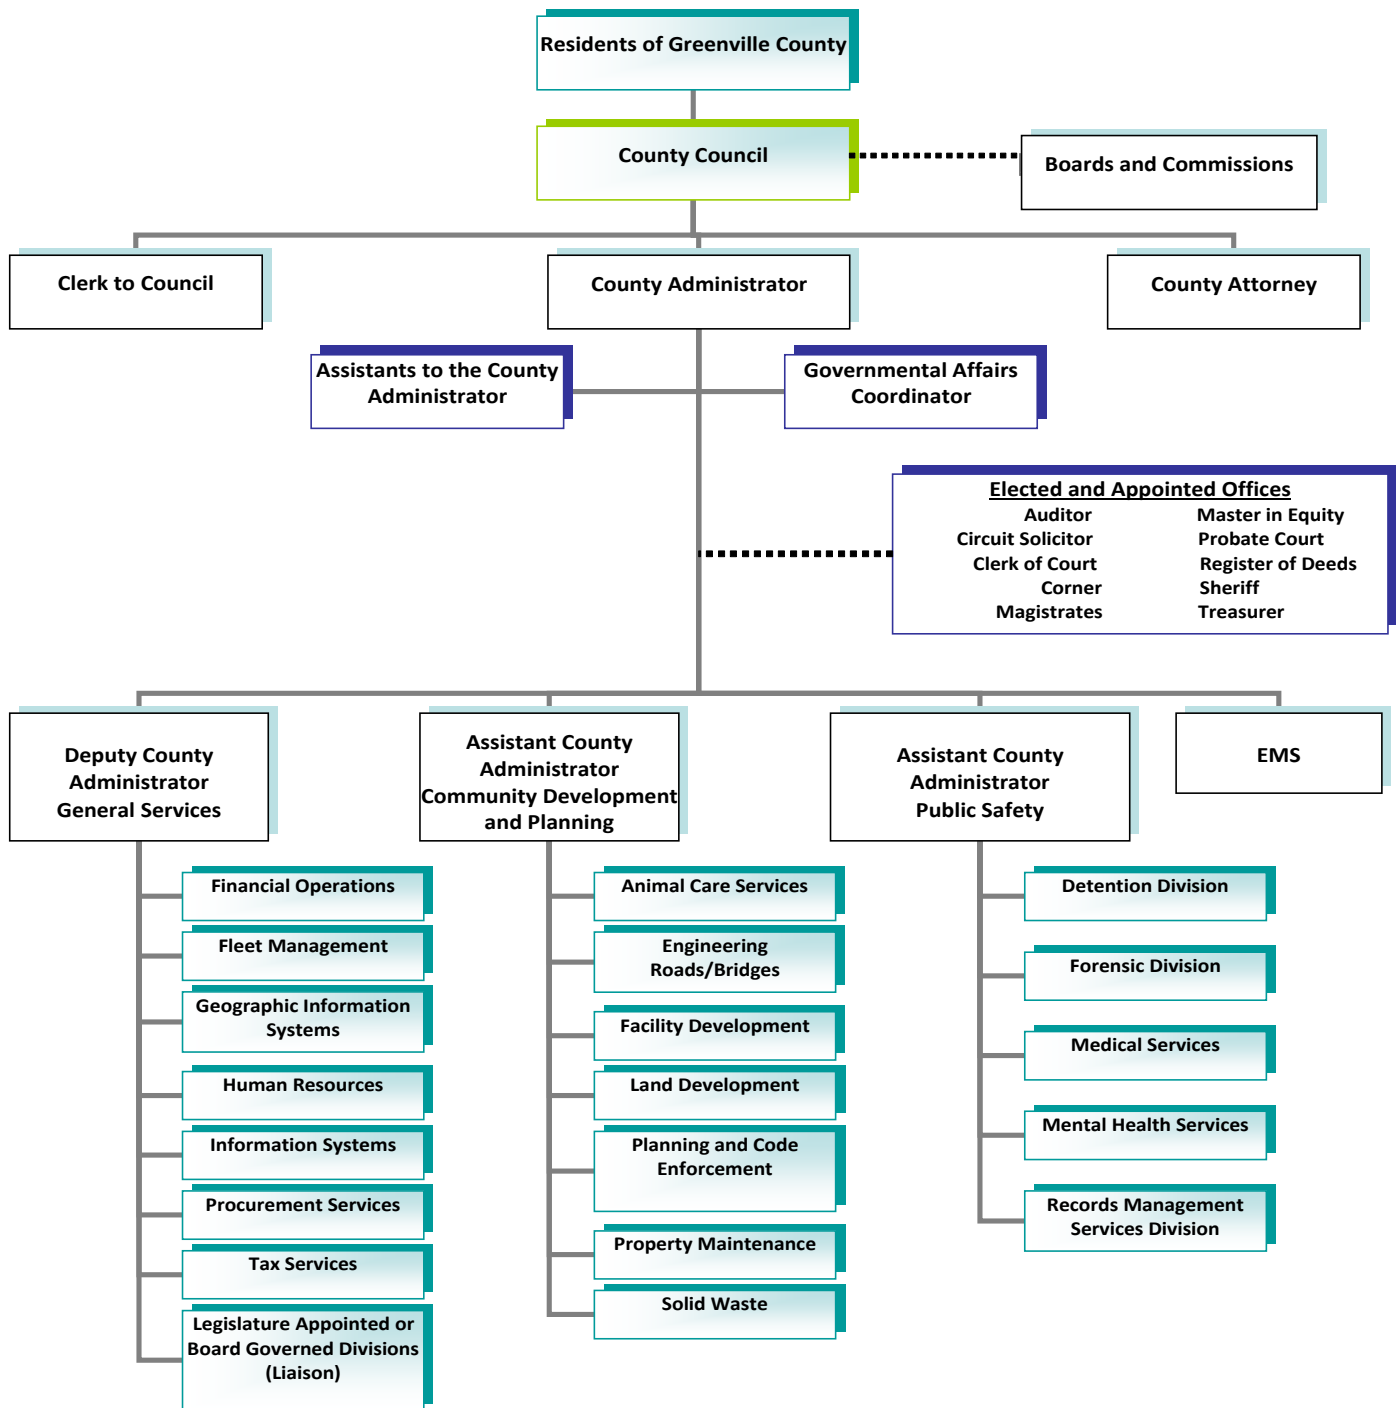 Residents of Greenville County
County Council
Boards and Commissions
Clerk to Council
County Administrator
County Attorney
Assistants to the County
Administrator
Governmental Affairs
Coordinator
Elected and Appointed Offices
Auditor
Master in Equity
Circuit Solicitor
Probate Court
Clerk of Court
Register of Deeds
Corner
Sheriff
Magistrates
Treasurer
Deputy County
Administrator
General Services
Assistant County
Administrator
Community Development
and Planning
Assistant County
Administrator
Public Safety
EMS
Financial Operations
Fleet Management
Geographic Information
Systems
Human Resources
Information Systems
Procurement Services
Tax Services
Legislature Appointed or
Board Governed Divisions
(Liaison)
Animal Care Services
Engineering
Roads/Bridges
Facility Development
Land Development
Planning and Code
Enforcement
Property Maintenance
Solid Waste
Detention Division
Forensic Division
Medical Services
Mental Health Services
Records Management
Services Division